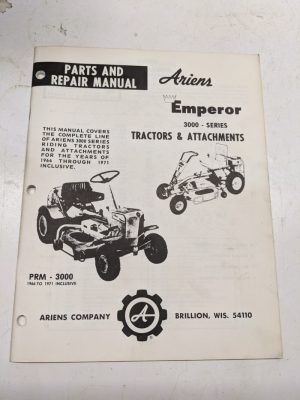 PARTS AND
REPAIR MANUAL
Ariens
Emperor
3000 - SERIES
TRACTORS & ATTACHMENTS
THIS MANUAL COVERS
THE COMPLETE LINE
OF ARIENS 3000 SERIES
RIDING TRACTORS
AND ATTACHMENTS
FOR THE YEARS OF
1966 THROUGH 1971
INCLUSIVE.
PRM - 3000
1966 TO 1971 INCLUSIVE
ARIENS COMPANY
A
BRILLION, WIS. 54110